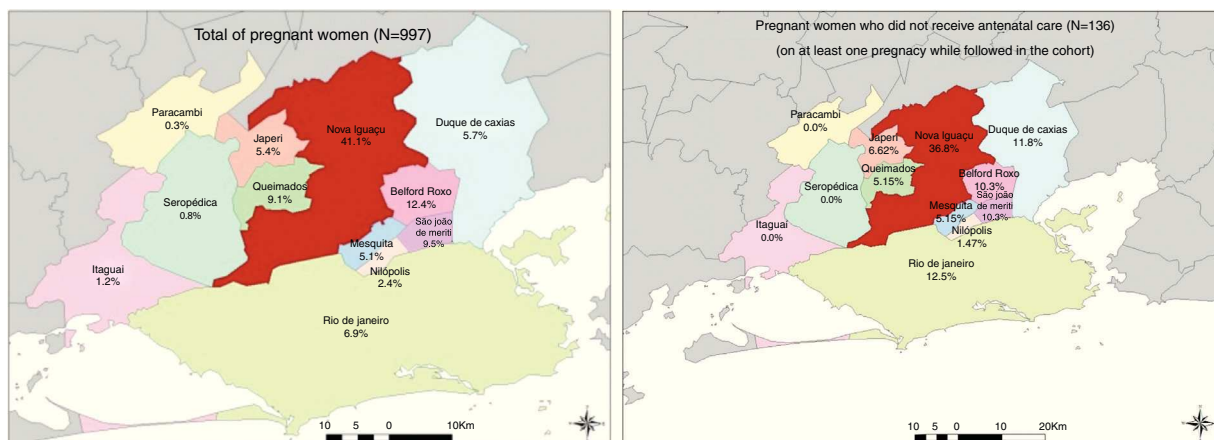 Total of pregnant women (N=997)
Paracambi
0.3%
Japeri
5.4%
Nova Iguaçu
41.1%
Duque de caxias
5.7%
Seropédica
0.8%
Queimados
9.1%
Belford Roxo
12.4%
São joão
de meriti
9.5%
Mesquita
5.1%
Nilópolis
2.4%
Itaguai
1.2%
Rio de janeiro
6.9%
10 5 0 10Km
Pregnant women who did not receive antenatal care (N=136)
(on at least one pregnacy while followed in the cohort)
Paracambi
0.0%
Japeri
6.62%
Nova Iguaçu
36.8%
Duque de caxias
11.8%
Seropédica
0.0%
Queimados
5.15%
Belford Roxo
10.3%
São joão
de meriti
10.3%
Mesquita
5.15%
Nilópolis
1.47%
Itaguaí
0.0%
Rio de janeiro
12.5%
10 5 0 10 20Km